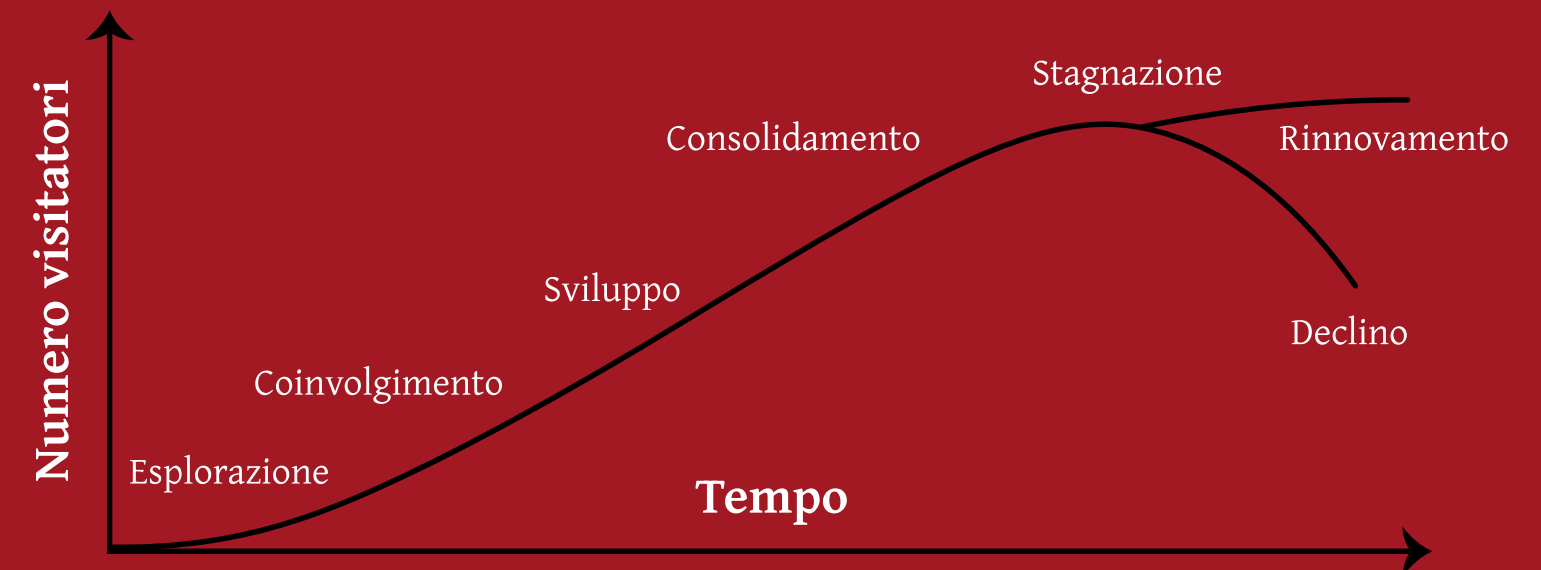 Numero visitatori
Stagnazione
Consolidamento
Rinnovamento
Sviluppo
Declino
Coinvolgimento
Esplorazione
Tempo